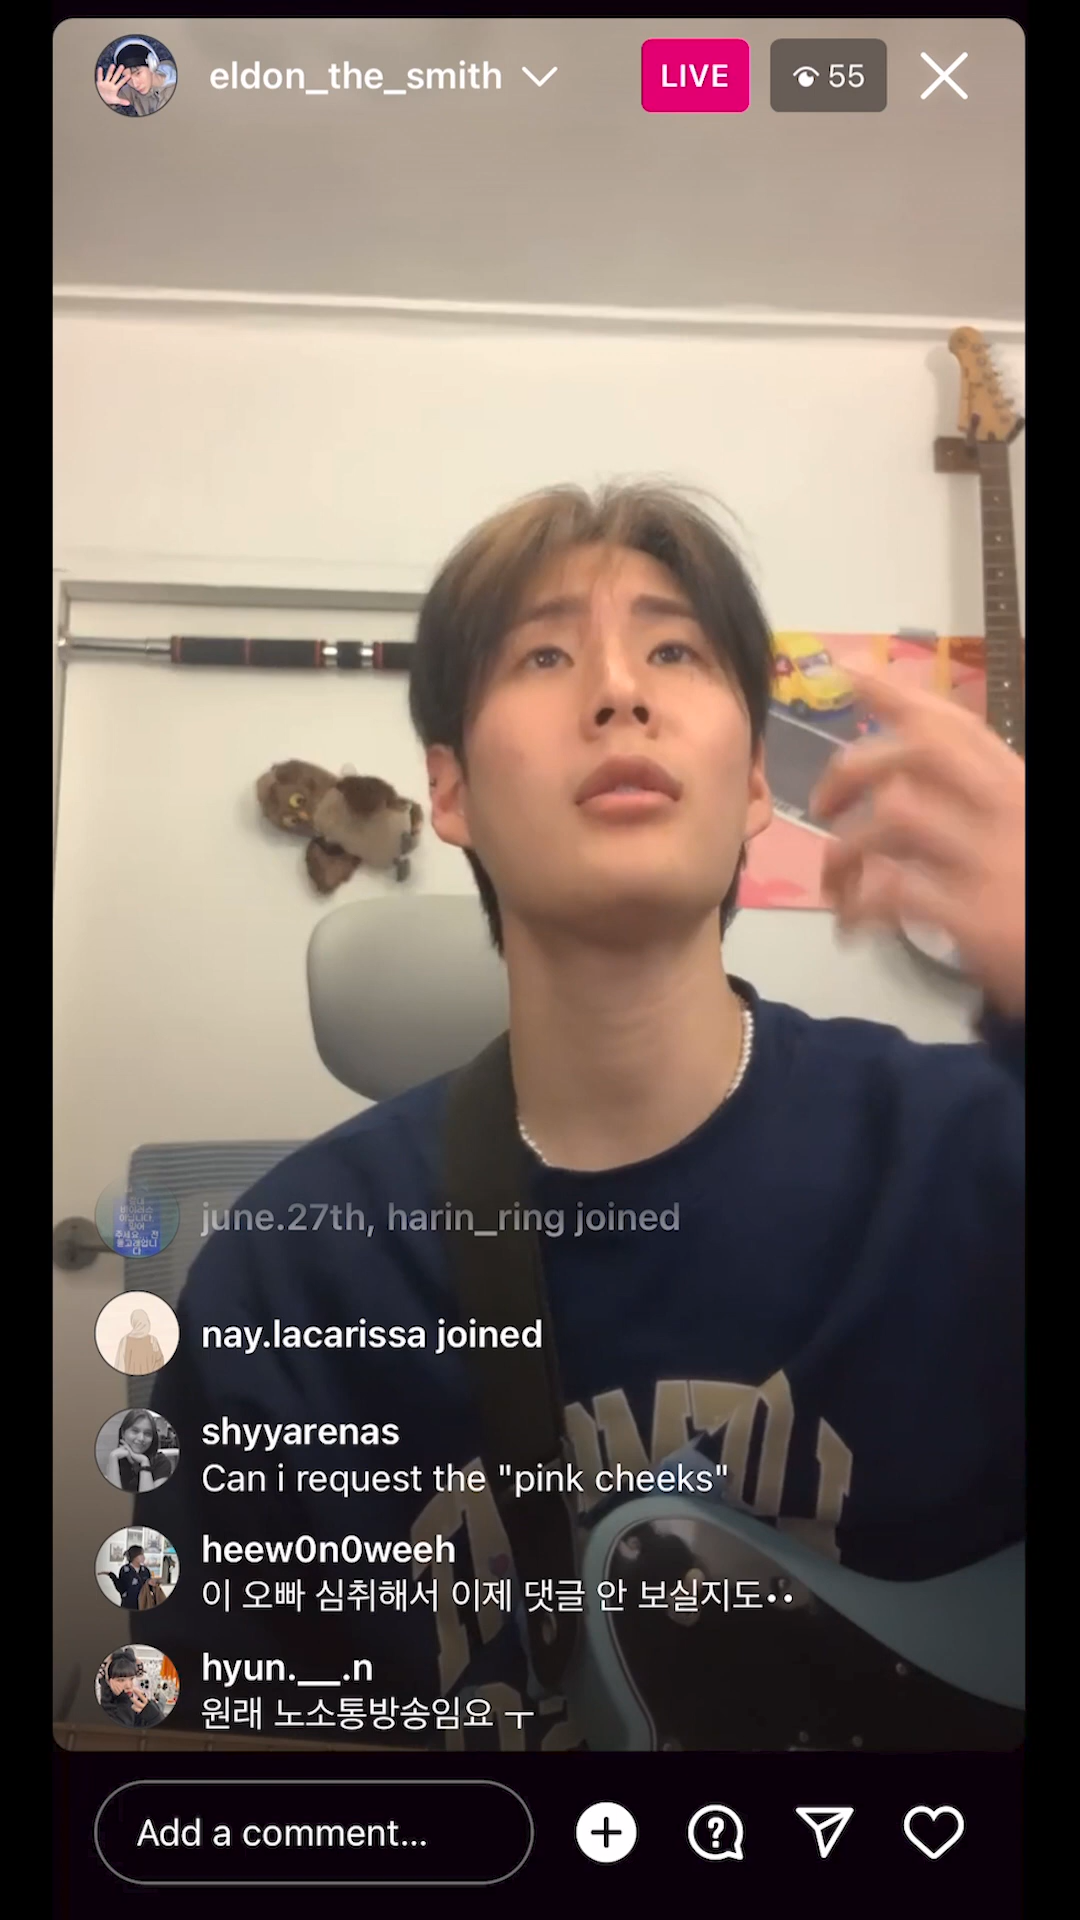 eldon_the_smith
LIVE
55
june.27th, harin_ring joined
nay.lacarissa joined
shyyarenas
Can i request the "pink cheeks"
heew0n0weeh
이 오빠 심취해서 이제 댓글 안 보실지도..
hyun.__.n
원래 노소통방송임요 ㅜ
Add a comment...